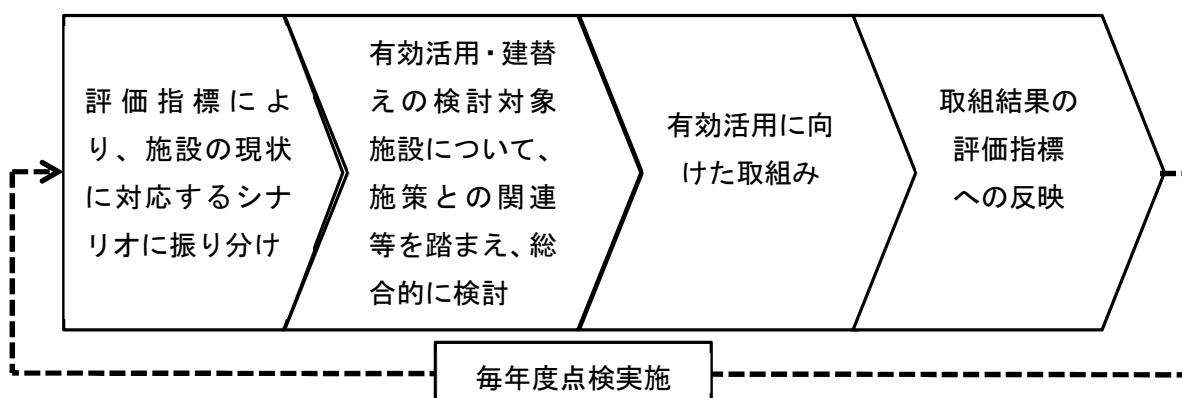 評価指標によ
り、施設の現状
に対応するシナ
リオに振り分け
有効活用・建替
えの検討対象
施設について、
施策との関連
等を踏まえ、総
合的に検討
有効活用に向
けた取組み
取組結果の
評価指標
への反映
毎年度点検実施